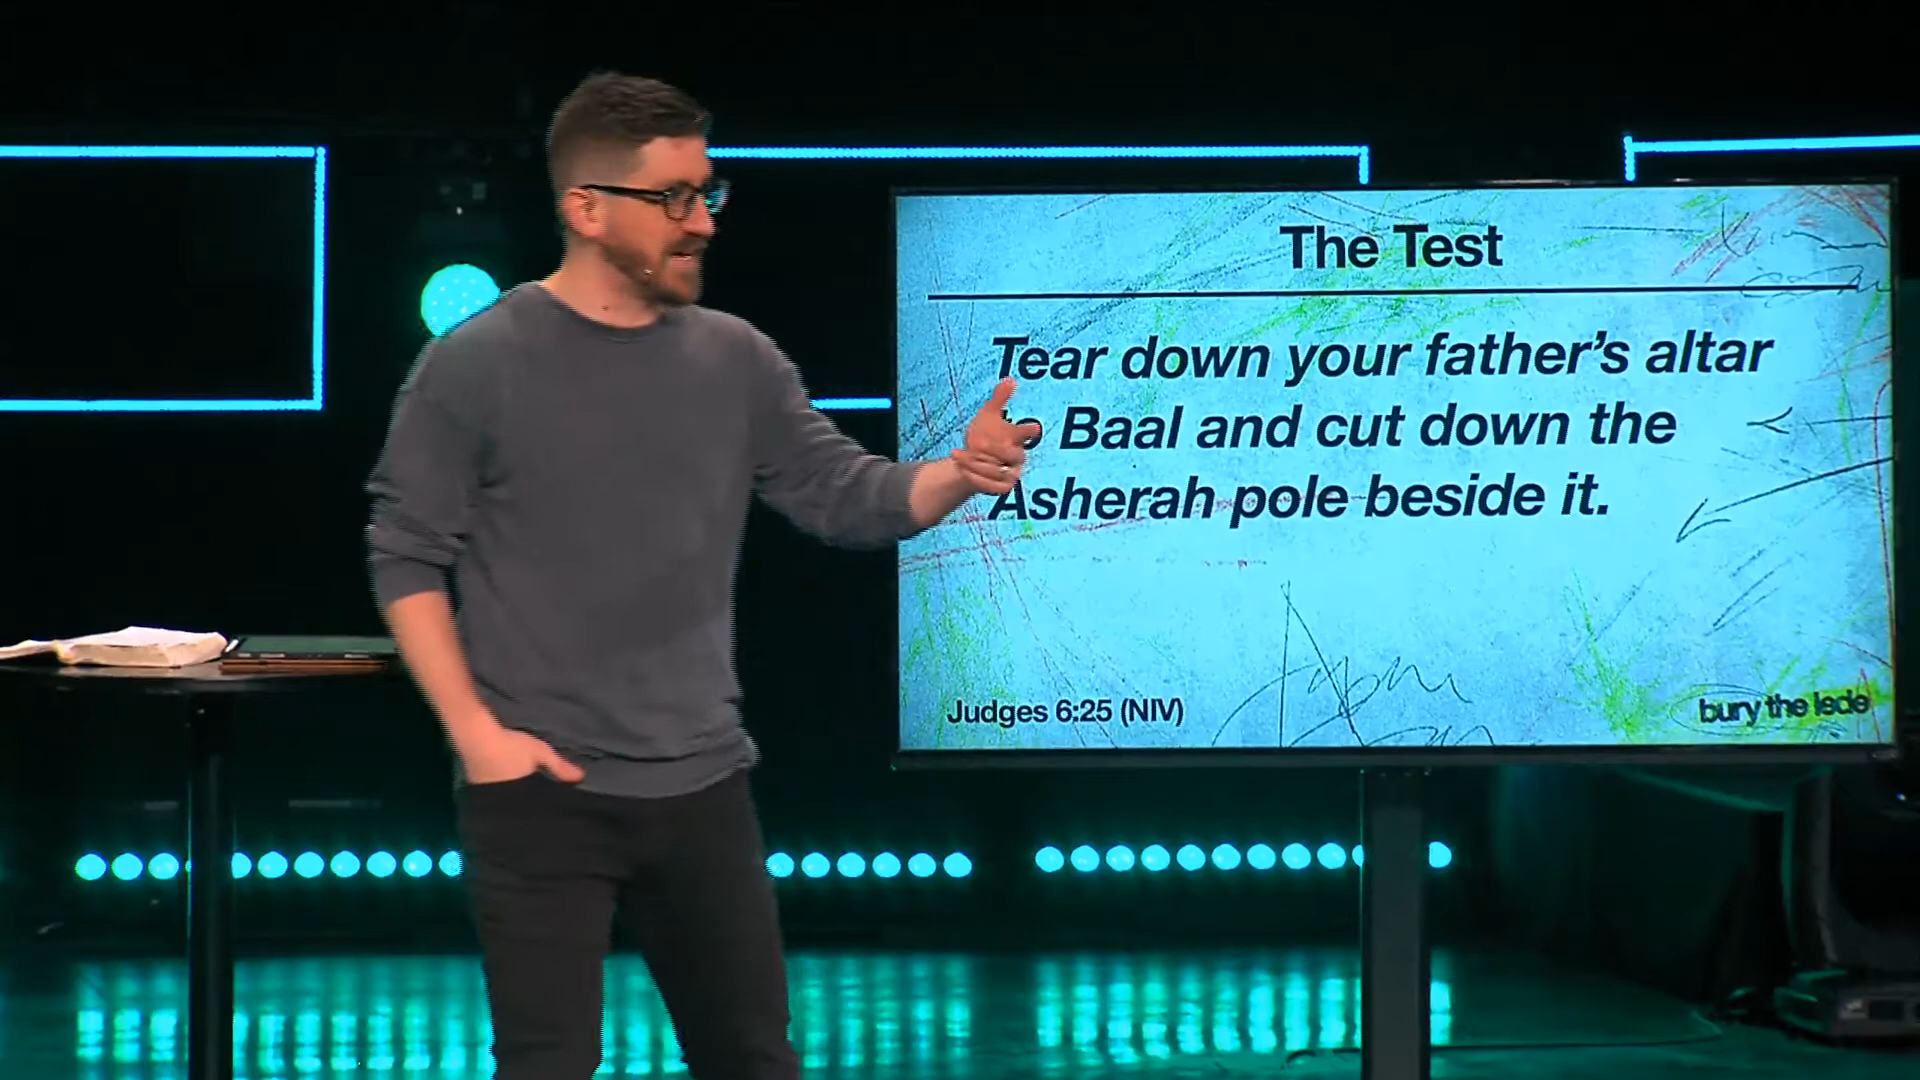 The Test
Tear down your father's altar
to Baal and cut down the
Asherah pole beside it.
Judges 6:25 (NIV)
bury the lede